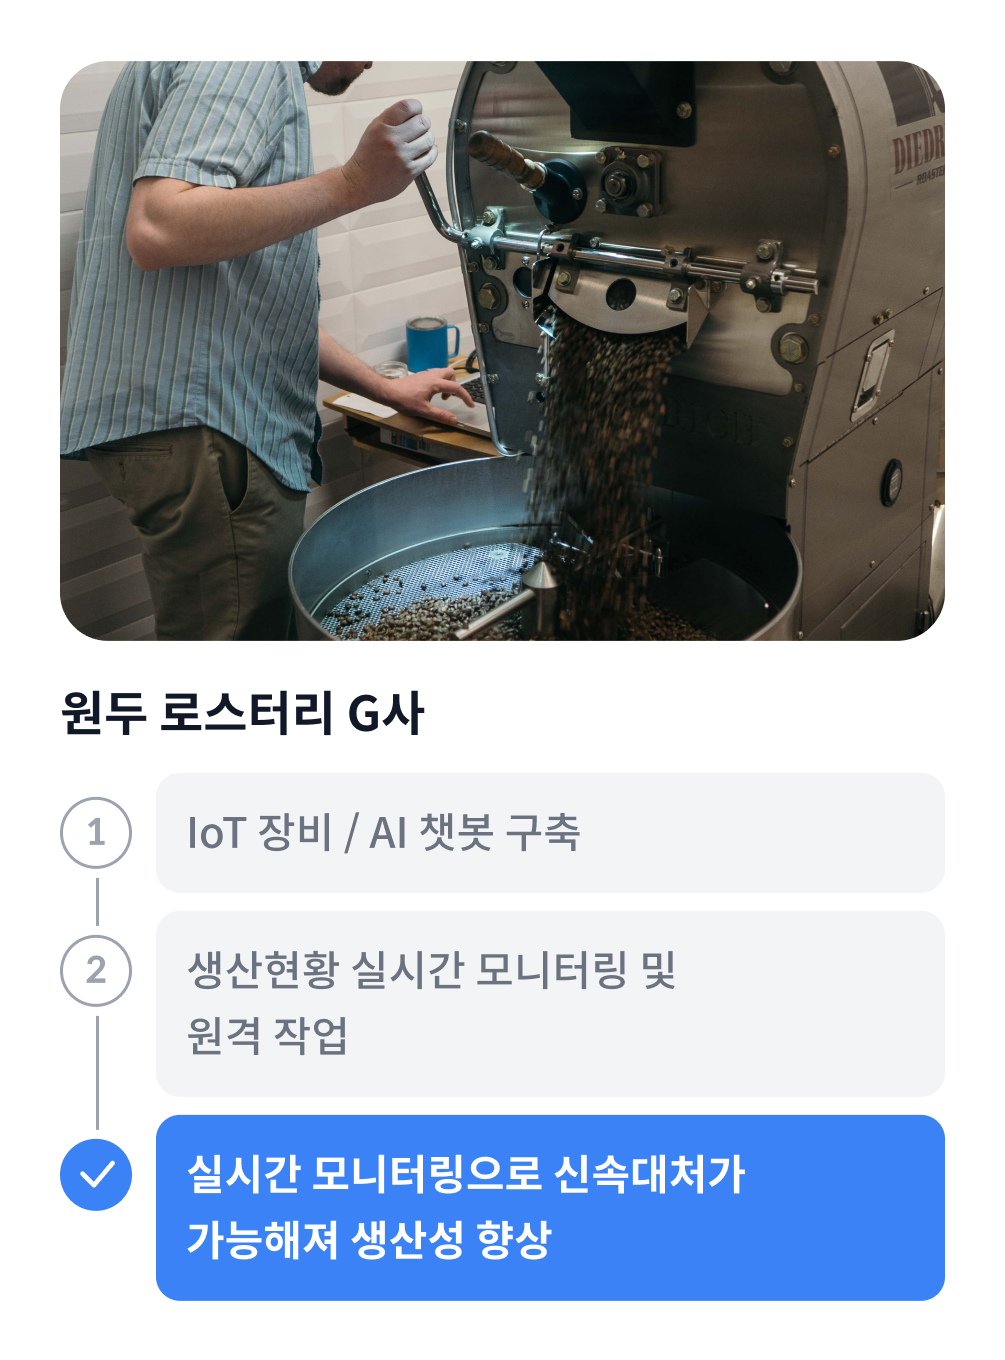 원두 로스터리 G사
1
IoT 장비 / AI 챗봇 구축
2
생산현황 실시간 모니터링 및
원격 작업
실시간 모니터링으로 신속대처가
가능해져 생산성 향상